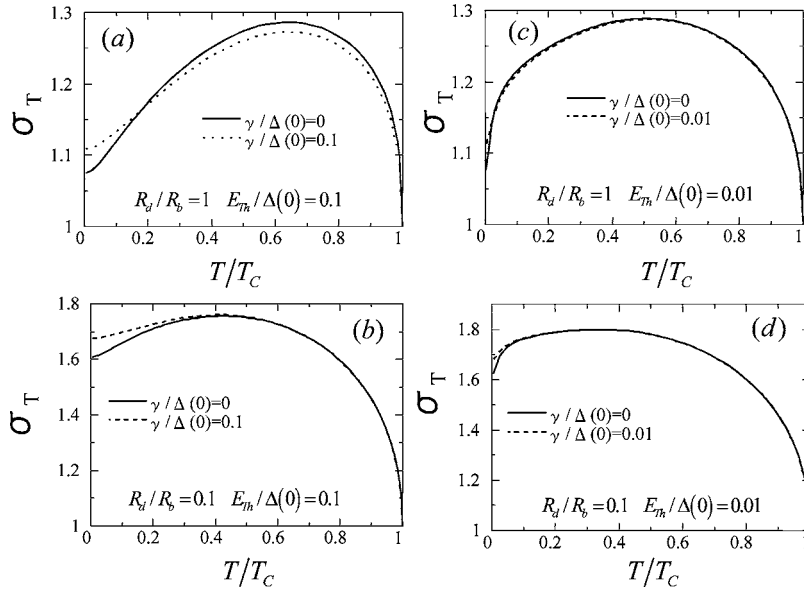 1.3
1.2
1.1
1
σ_T
(a)
γ/Δ(0)=0
γ/Δ(0)=0.1
R_d/R_b=1 E_Th/Δ(0)=0.1
0 0.2 0.4 0.6 0.8 1
T/T_C
1.3
1.2
1.1
1
σ_T
(c)
γ/Δ(0)=0
γ/Δ(0)=0.01
R_d/R_b=1 E_Th/Δ(0)=0.01
0 0.2 0.4 0.6 0.8 1
T/T_C
1.8
1.6
1.4
1.2
1
σ_T
(b)
γ/Δ(0)=0
γ/Δ(0)=0.1
R_d/R_b=0.1 E_Th/Δ(0)=0.1
0 0.2 0.4 0.6 0.8 1
T/T_C
1.8
1.6
1.4
1.2
1
σ_T
(d)
γ/Δ(0)=0
γ/Δ(0)=0.01
R_d/R_b=0.1 E_Th/Δ(0)=0.01
0 0.2 0.4 0.6 0.8 1
T/T_C